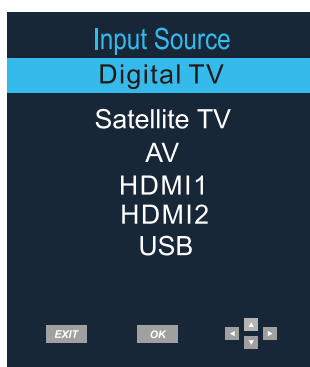 Input Source
Digital TV
Satellite TV
AV
HDMI1
HDMI2
USB
EXIT OK